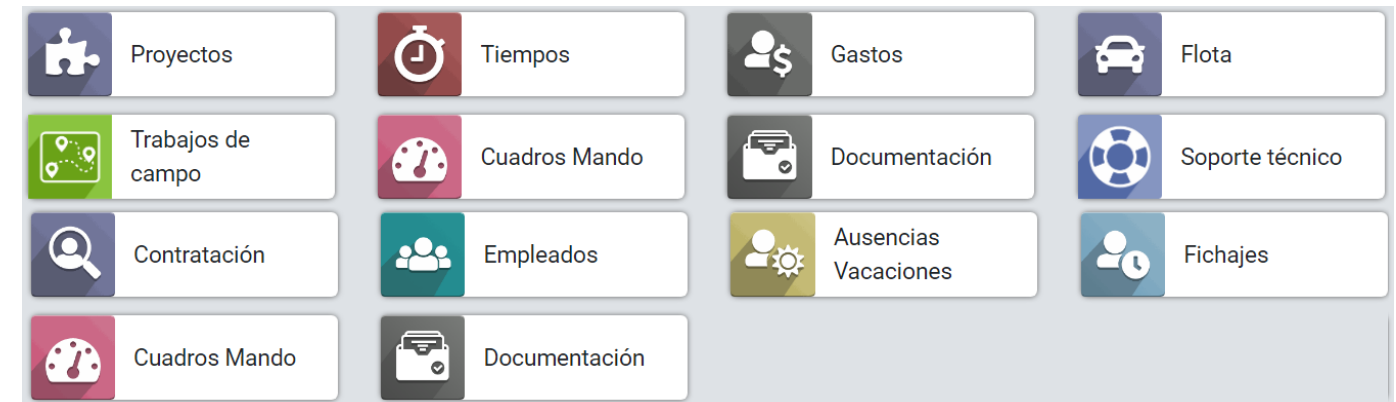 Proyectos
Tiempos
Gastos
Flota
Trabajos de
campo
Cuadros Mando
Documentación
Soporte técnico
Contratación
Empleados
Ausencias
Vacaciones
Fichajes
Cuadros Mando
Documentación